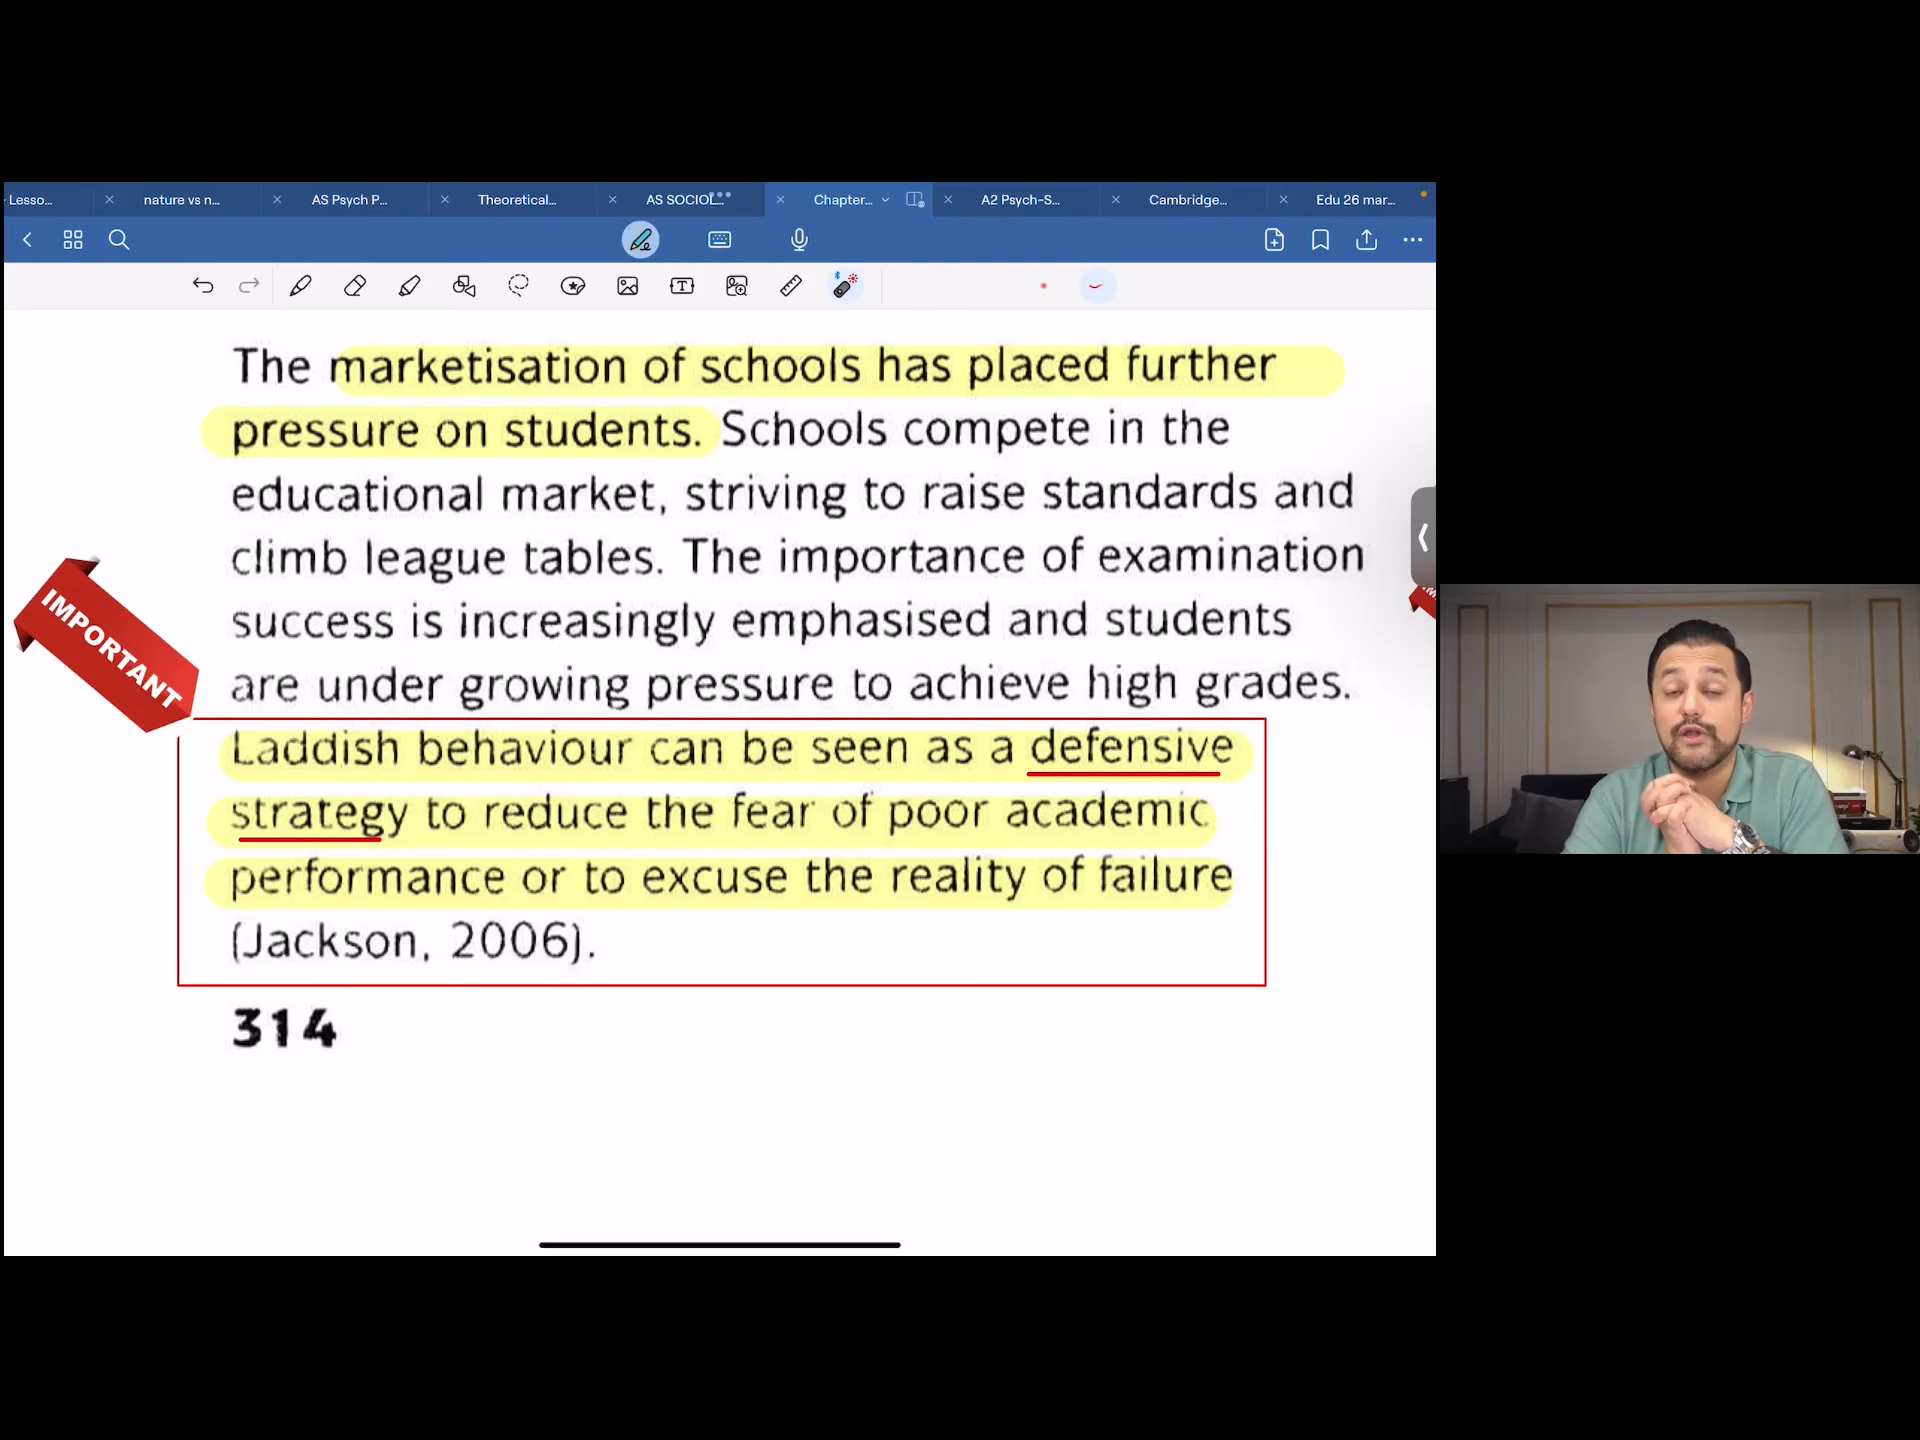 Lesso...
nature vs n...
AS Psych P...
Theoretical...
AS SOCIOL...
Chapter...
A2 Psych-S...
Cambridge...
Edu 26 mar...
The marketisation of schools has placed further
pressure on students. Schools compete in the
educational market, striving to raise standards and
climb league tables. The importance of examination
success is increasingly emphasised and students
are under growing pressure to achieve high grades.
IMPORTANT
Laddish behaviour can be seen as a defensive
strategy to reduce the fear of poor academic
performance or to excuse the reality of failure
(Jackson, 2006).
314